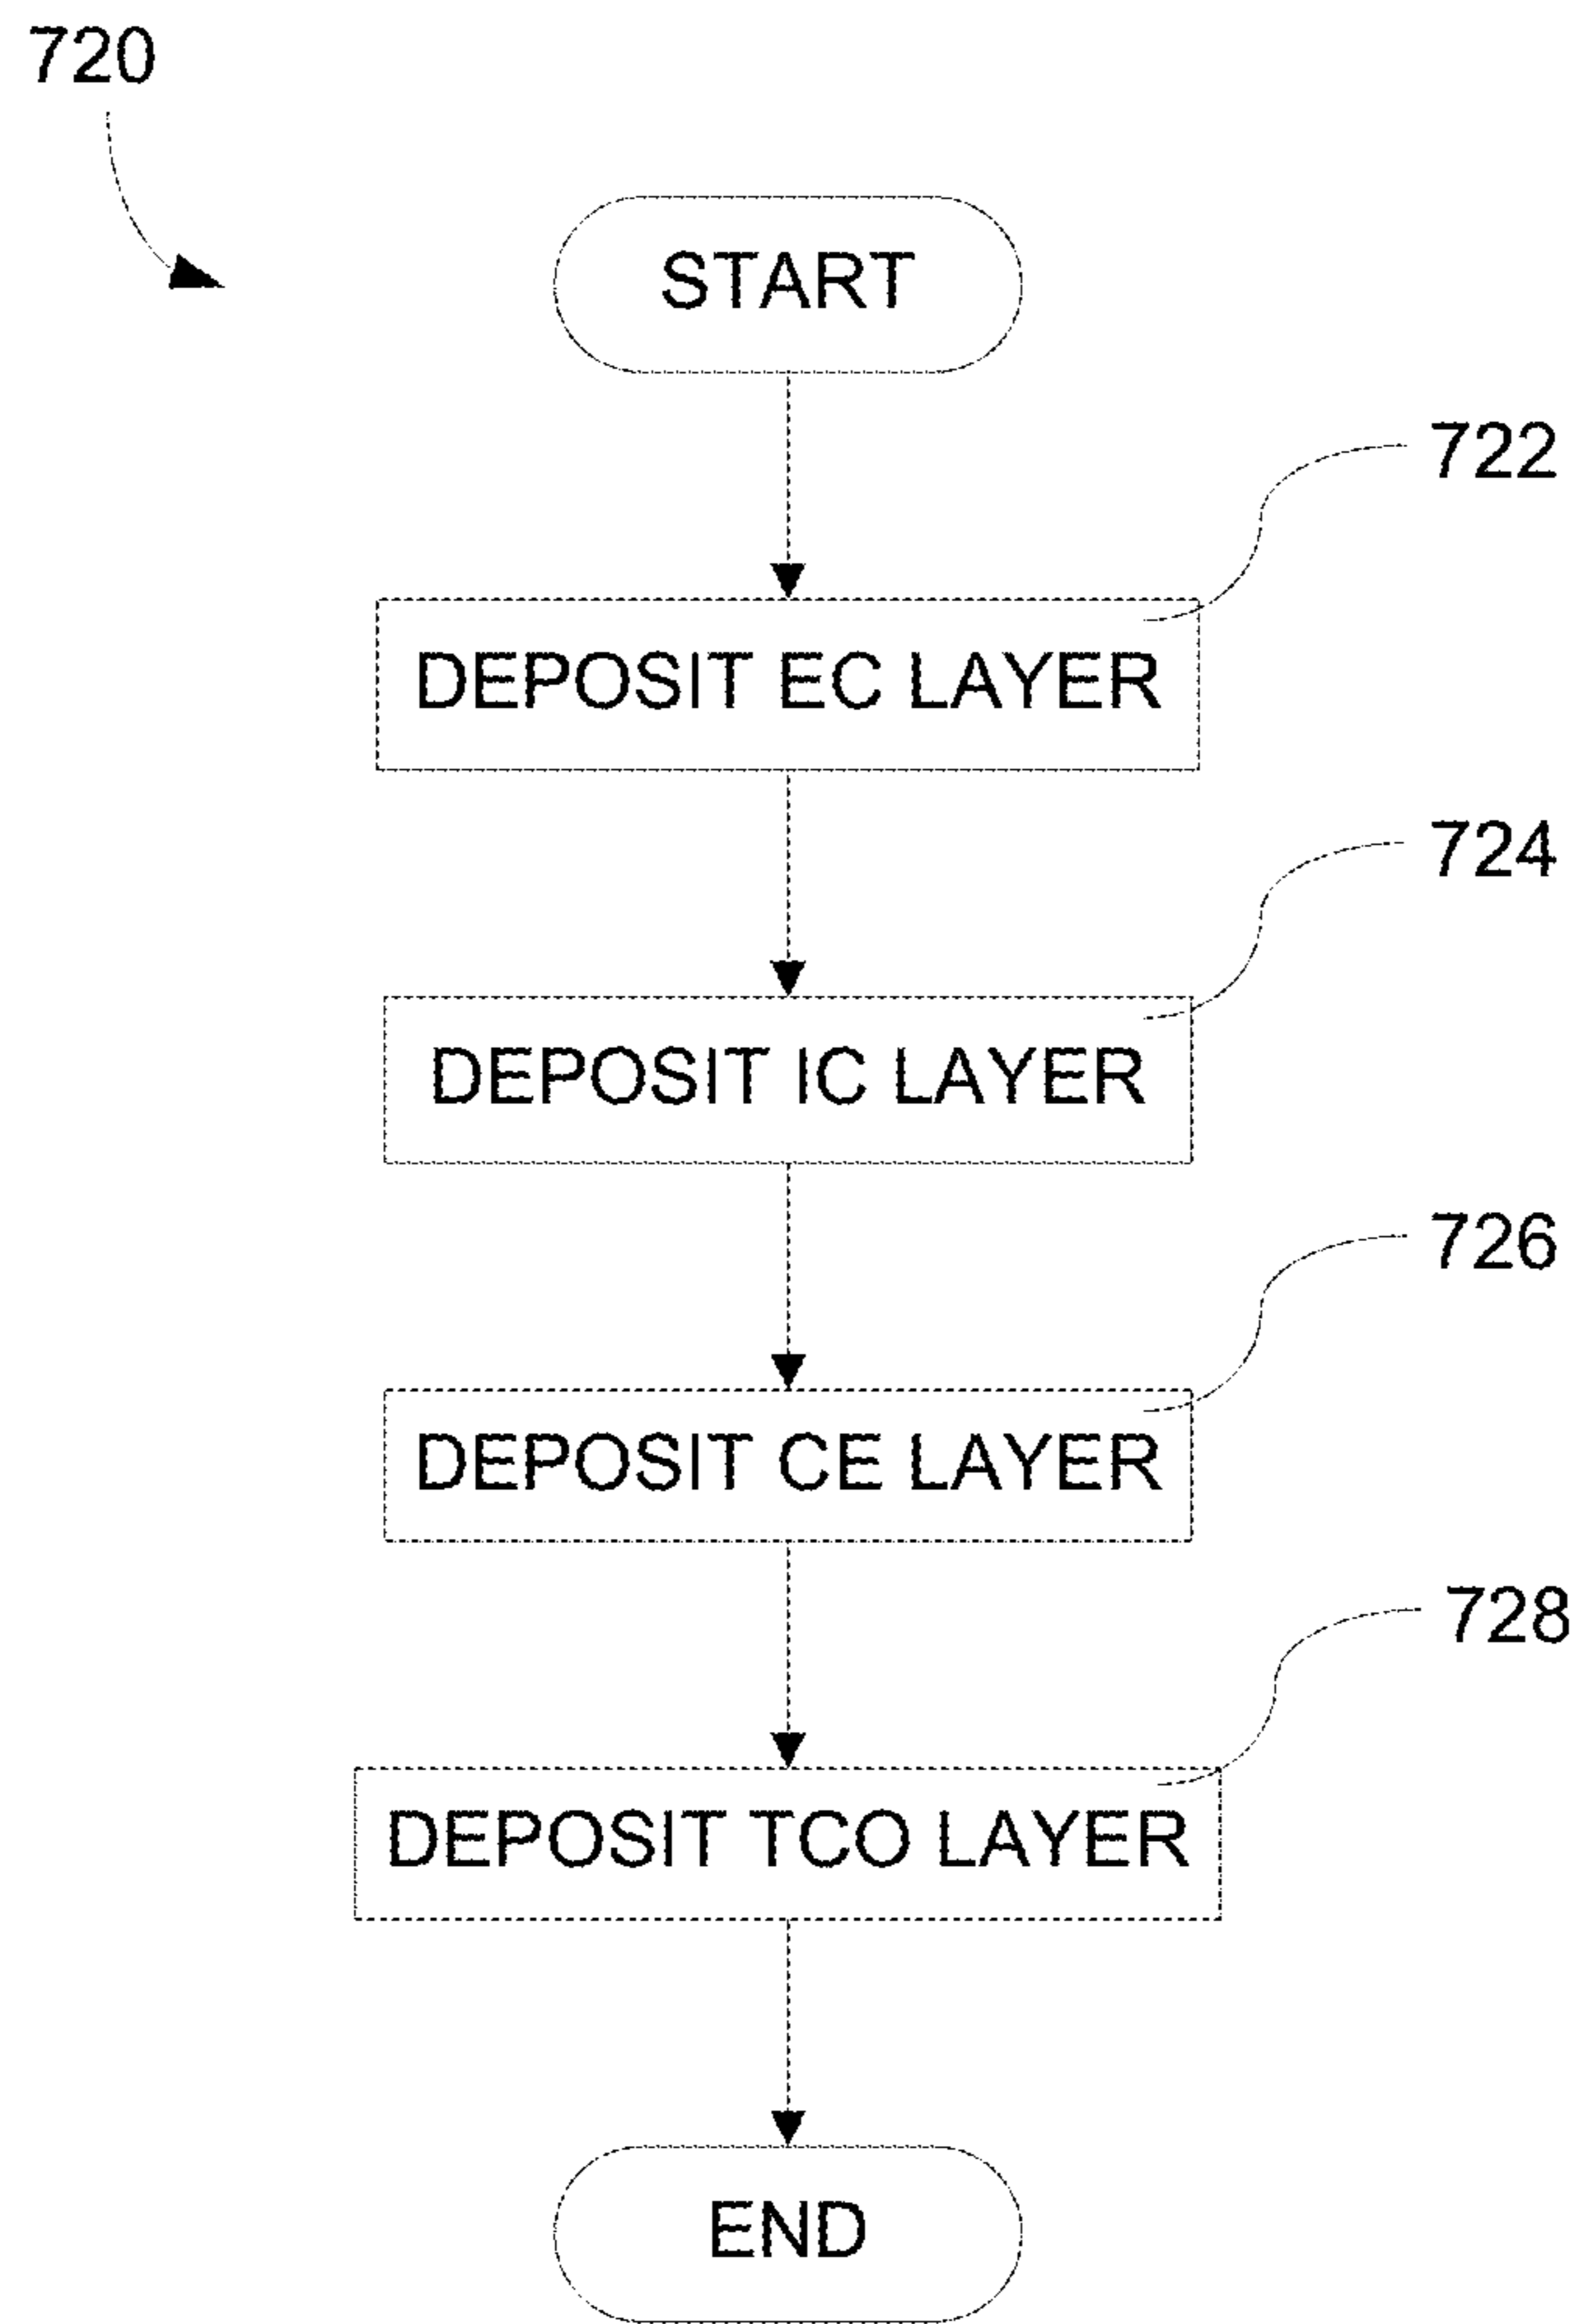 720
START
722
DEPOSIT EC LAYER
724
DEPOSIT IC LAYER
726
DEPOSIT CE LAYER
728
DEPOSIT TCO LAYER
END